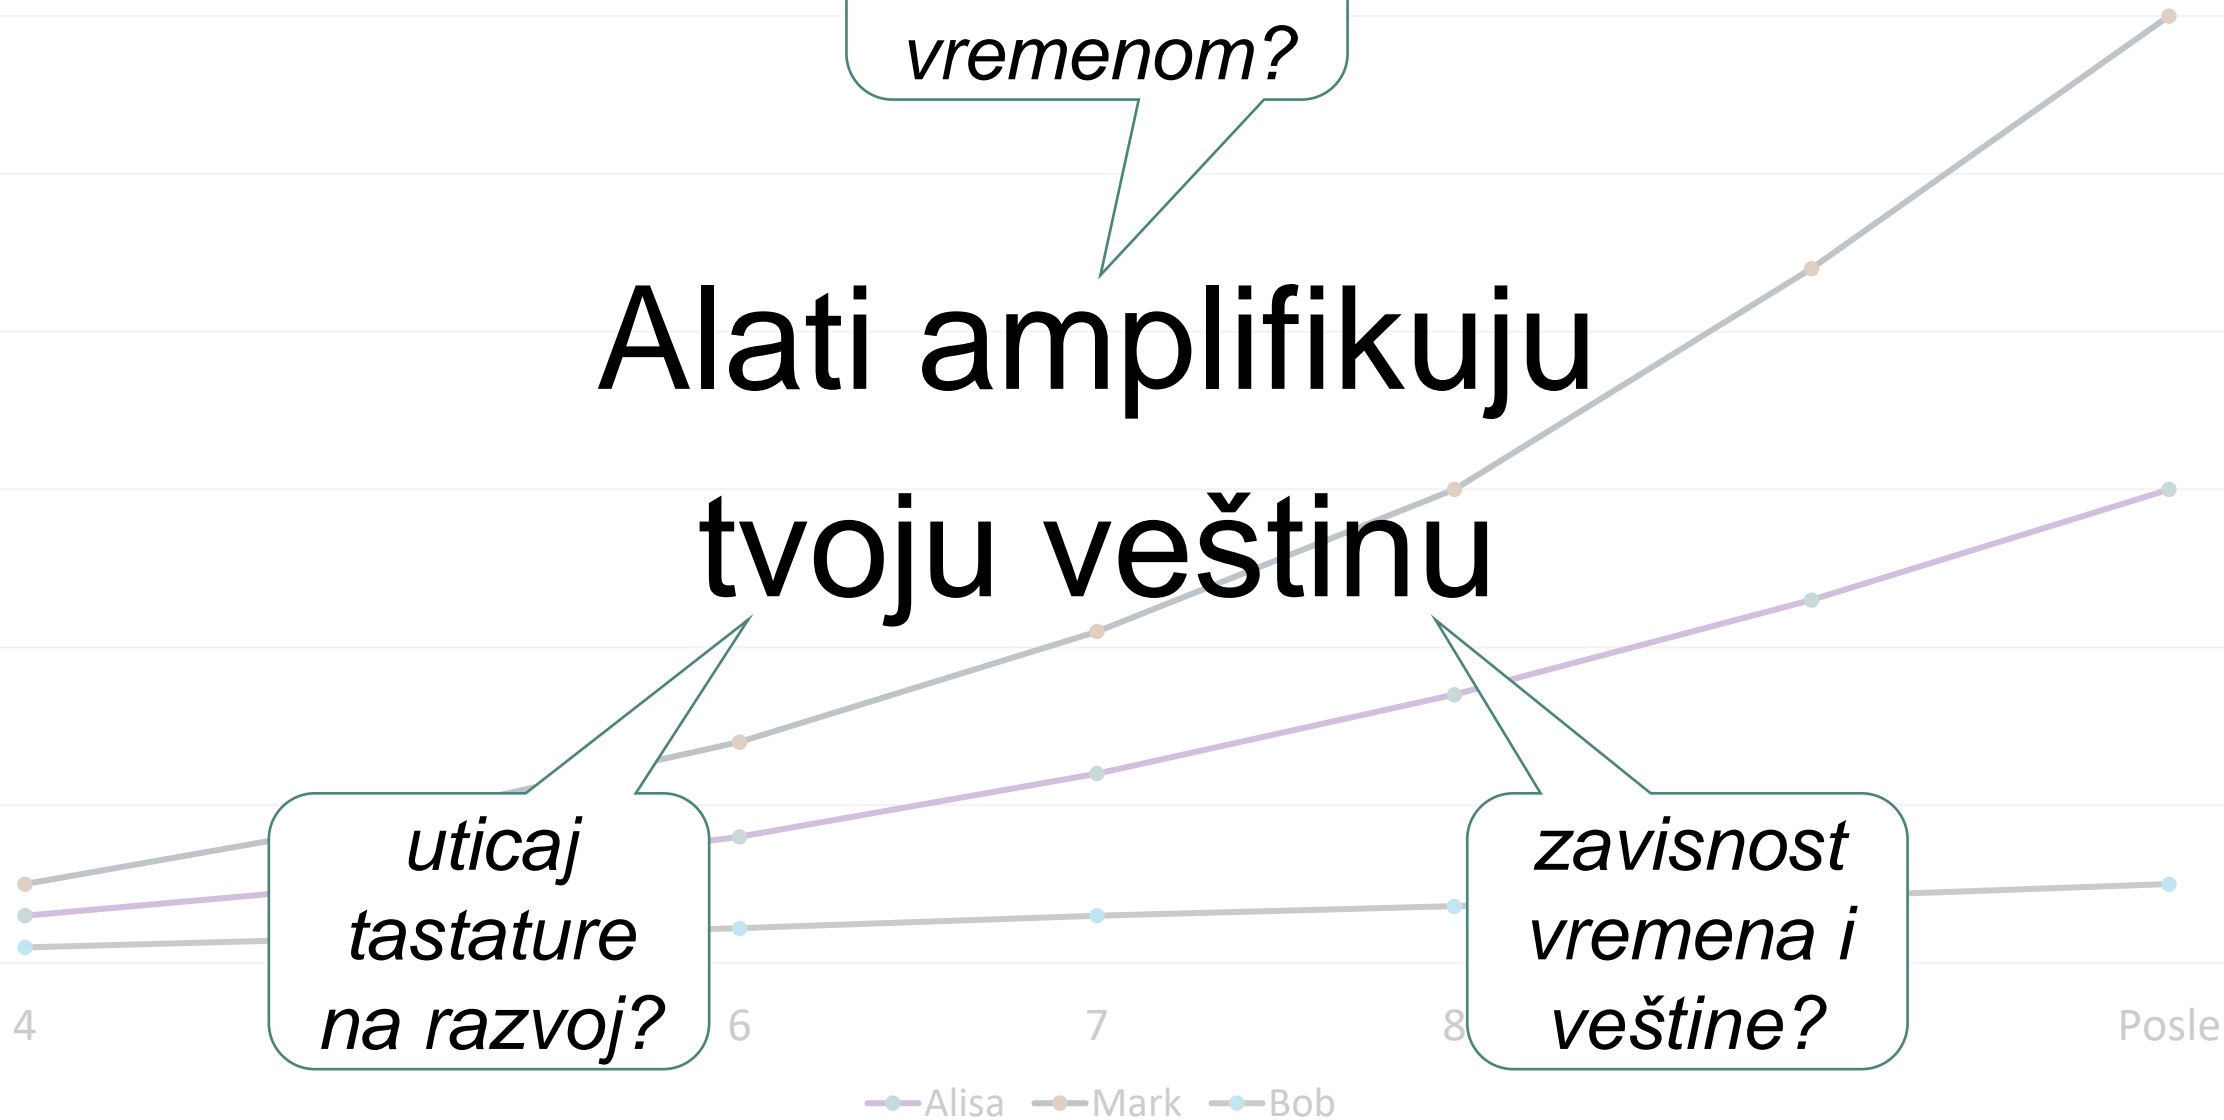 vremenom?
Alati amplifikuju
tvoju veštinu
uticaj
tastature
na razvoj?
zavisnost
vremena i
veštine?
4
6
7
8
Posle
Alisa
Mark
Bob